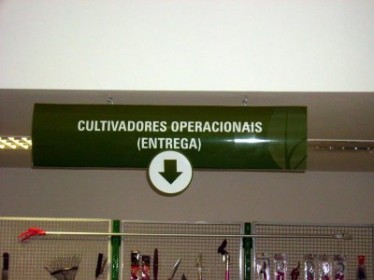 CULTIVADORES OPERACIONAIS
(ENTREGA)